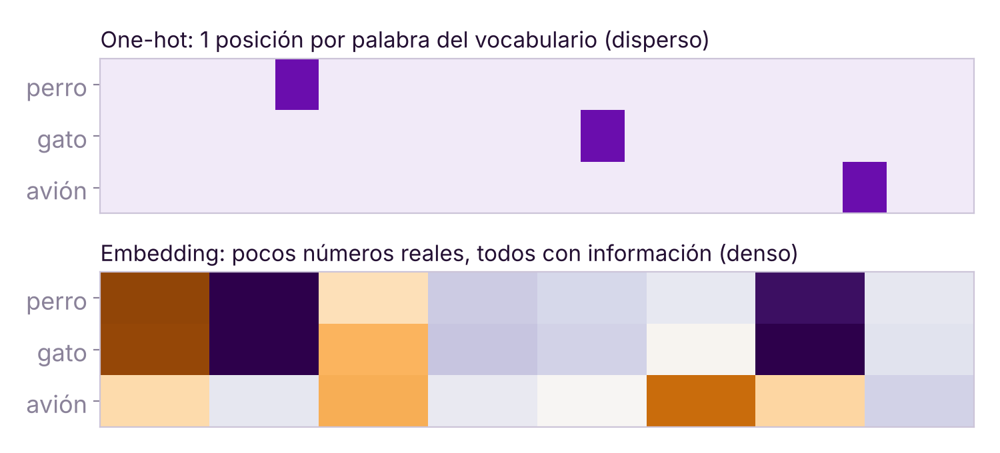 One-hot: 1 posición por palabra del vocabulario (disperso)
perro
gato
avión
Embedding: pocos números reales, todos con información (denso)
perro
gato
avión